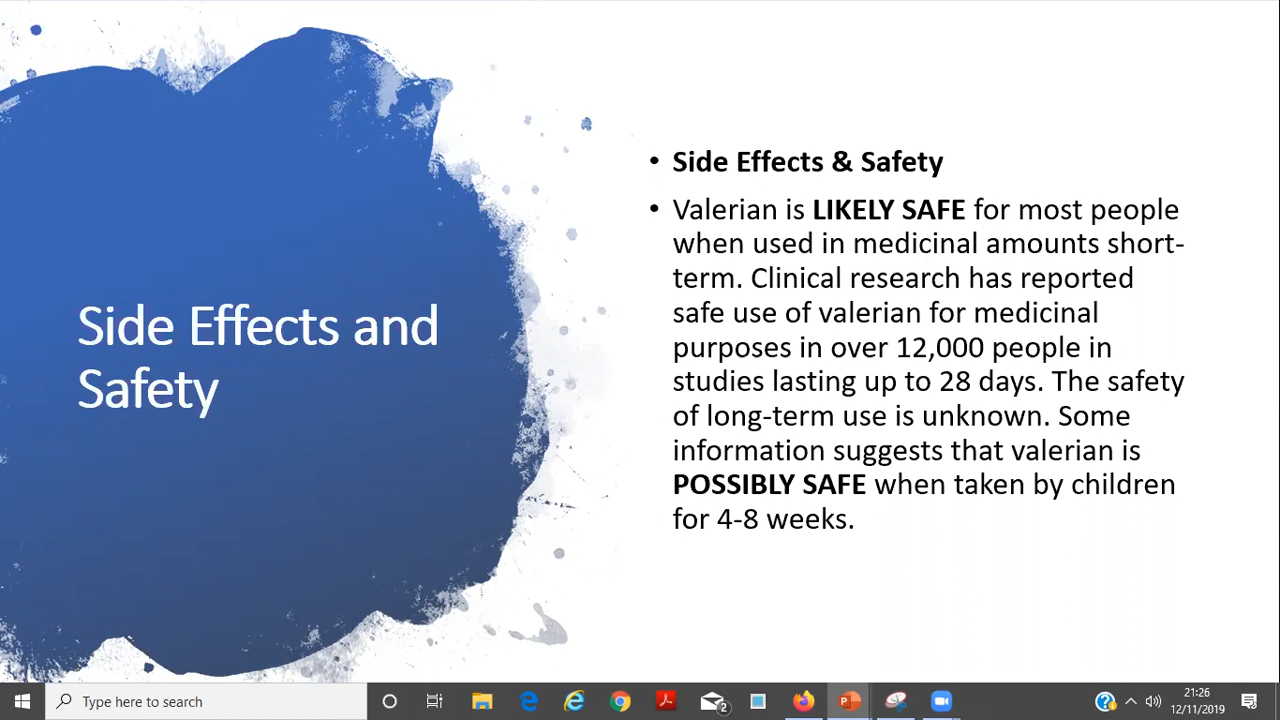 Side Effects and
Safety
• Side Effects & Safety
• Valerian is LIKELY SAFE for most people
when used in medicinal amounts short-
term. Clinical research has reported
safe use of valerian for medicinal
purposes in over 12,000 people in
studies lasting up to 28 days. The safety
of long-term use is unknown. Some
information suggests that valerian is
POSSIBLY SAFE when taken by children
for 4-8 weeks.
Type here to search
2
21:26
12/11/2019